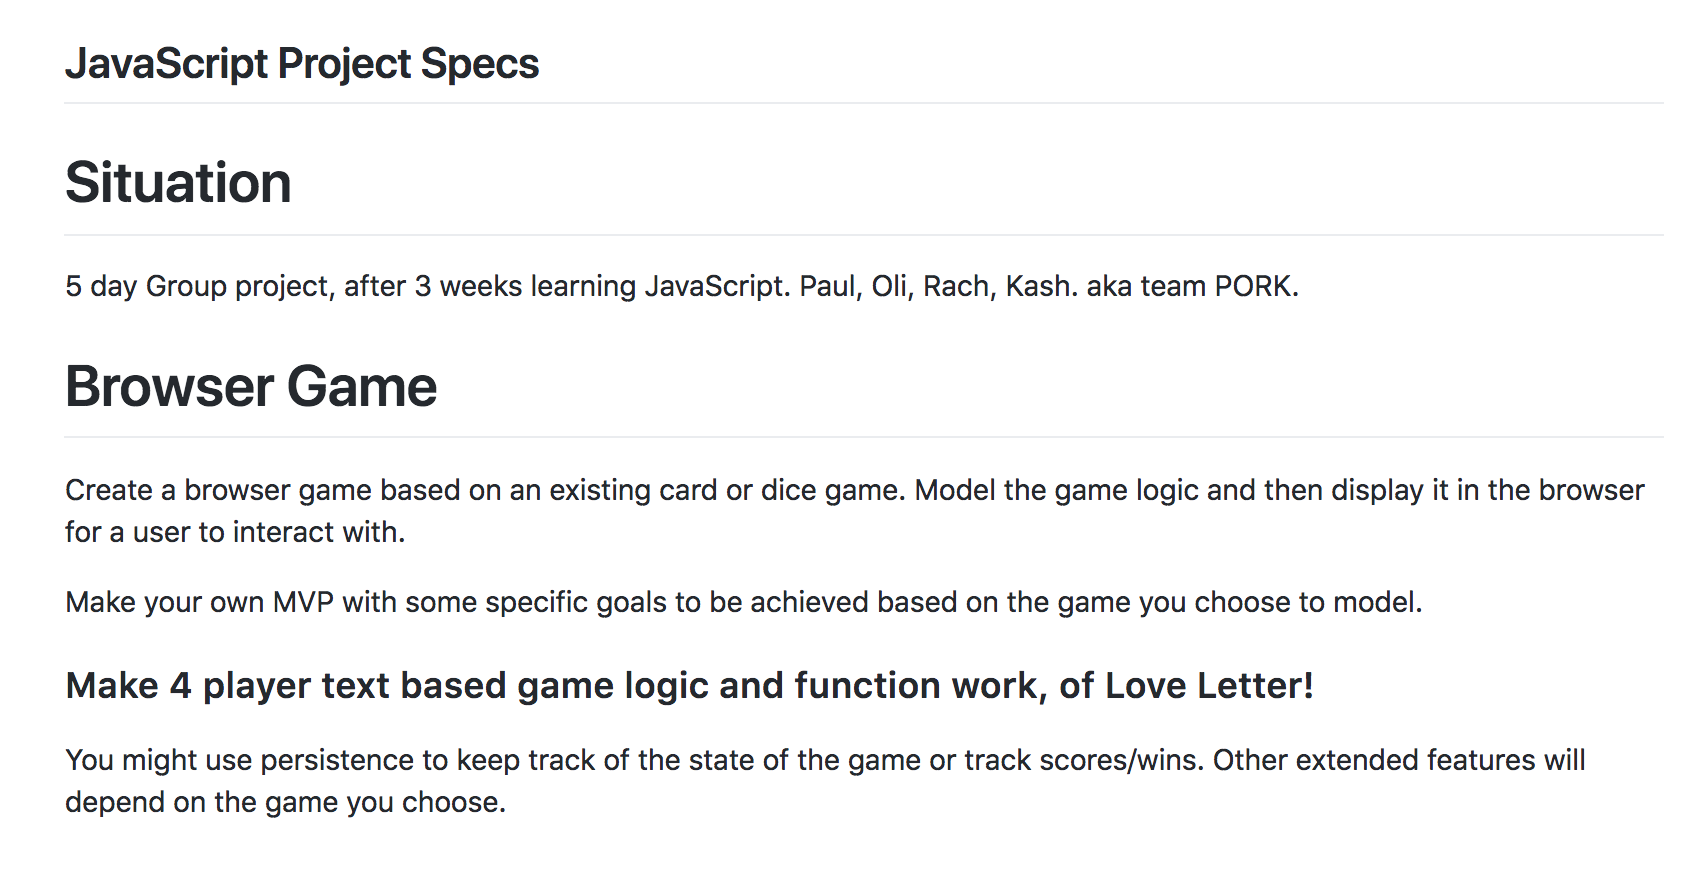 JavaScript Project Specs
Situation
5 day Group project, after 3 weeks learning JavaScript. Paul, Oli, Rach, Kash. aka team PORK.
Browser Game
Create a browser game based on an existing card or dice game. Model the game logic and then display it in the browser
for a user to interact with.
Make your own MVP with some specific goals to be achieved based on the game you choose to model.
Make 4 player text based game logic and function work, of Love Letter!
You might use persistence to keep track of the state of the game or track scores/wins. Other extended features will
depend on the game you choose.